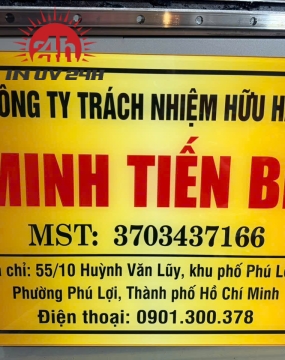 24h
IN UV 24H
CÔNG TY TRÁCH NHIỆM HỮU
MINH TIẾN
MST: 3703437166
chỉ: 55/10 Huỳnh Văn Lũy, khu phố Phú
Phường Phú Lợi, Thành phố Hồ Chí Minh
Điện thoại: 0901.300.378